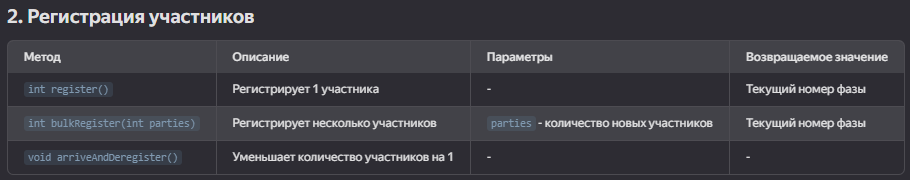 2. Регистрация участников
Метод Описание Параметры Возвращаемое значение
int register() Регистрирует 1 участника - Текущий номер фазы
int bulkRegister(int parties) Регистрирует несколько участников parties - количество новых участников Текущий номер фазы
void arriveAndDeregister() Уменьшает количество участников на 1 - -